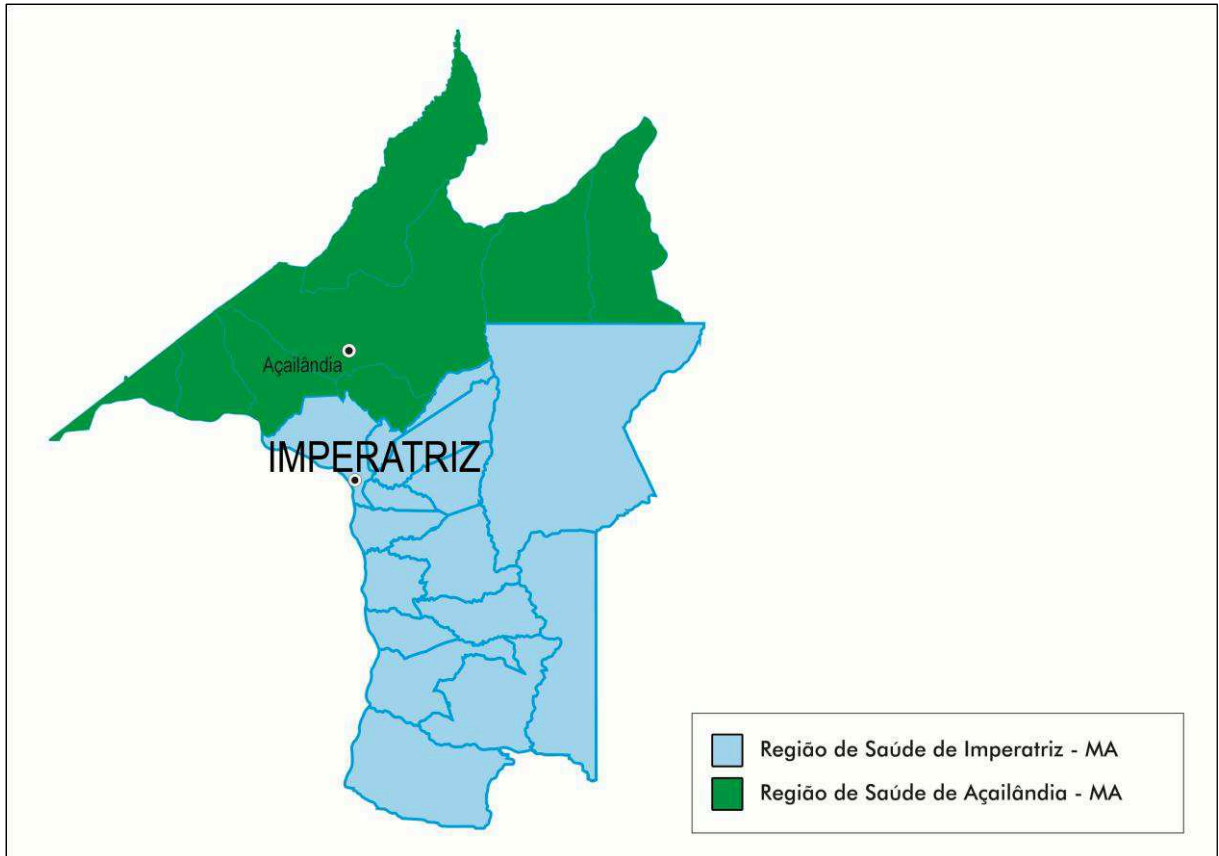 Açailândia
IMPERATRIZ
Região de Saúde de Imperatriz - MA
Região de Saúde de Açailândia - MA